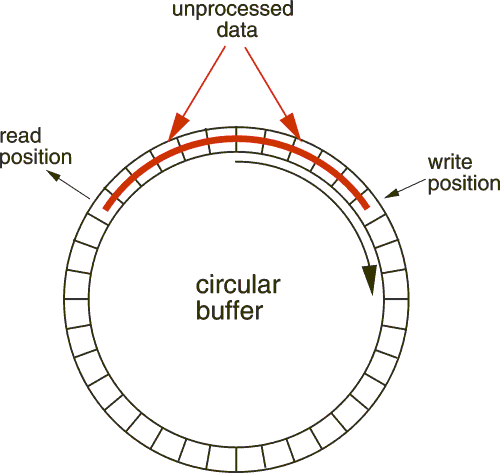 unprocessed
data
read
position
write
position
circular
buffer